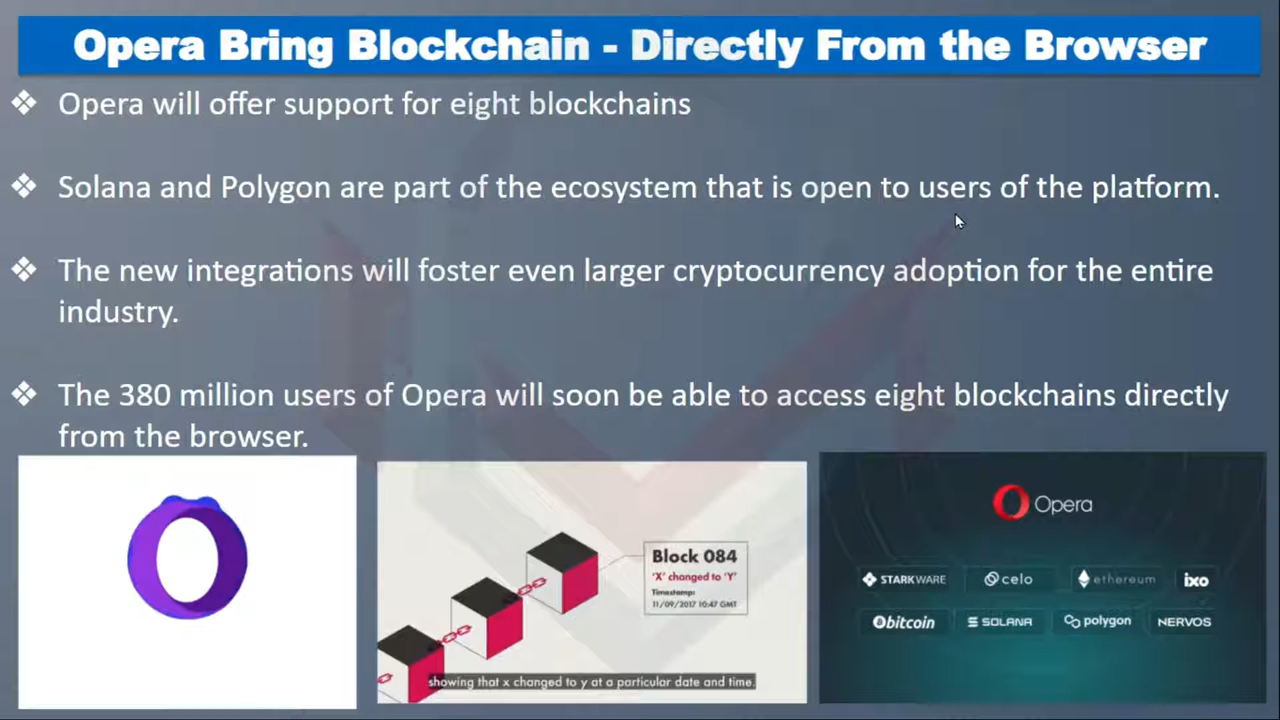 Opera Bring Blockchain - Directly From the Browser
❖ Opera will offer support for eight blockchains
❖ Solana and Polygon are part of the ecosystem that is open to users of the platform.
❖ The new integrations will foster even larger cryptocurrency adoption for the entire
industry.
❖ The 380 million users of Opera will soon be able to access eight blockchains directly
from the browser.
Block 084
'X' changed to 'Y'
Timestamp:
11/09/2017 10:47 GMT
showing that x changed to y at a particular date and time.
Opera
STARKWARE celo ethereum ixo
bitcoin SOLANA polygon NERVOS